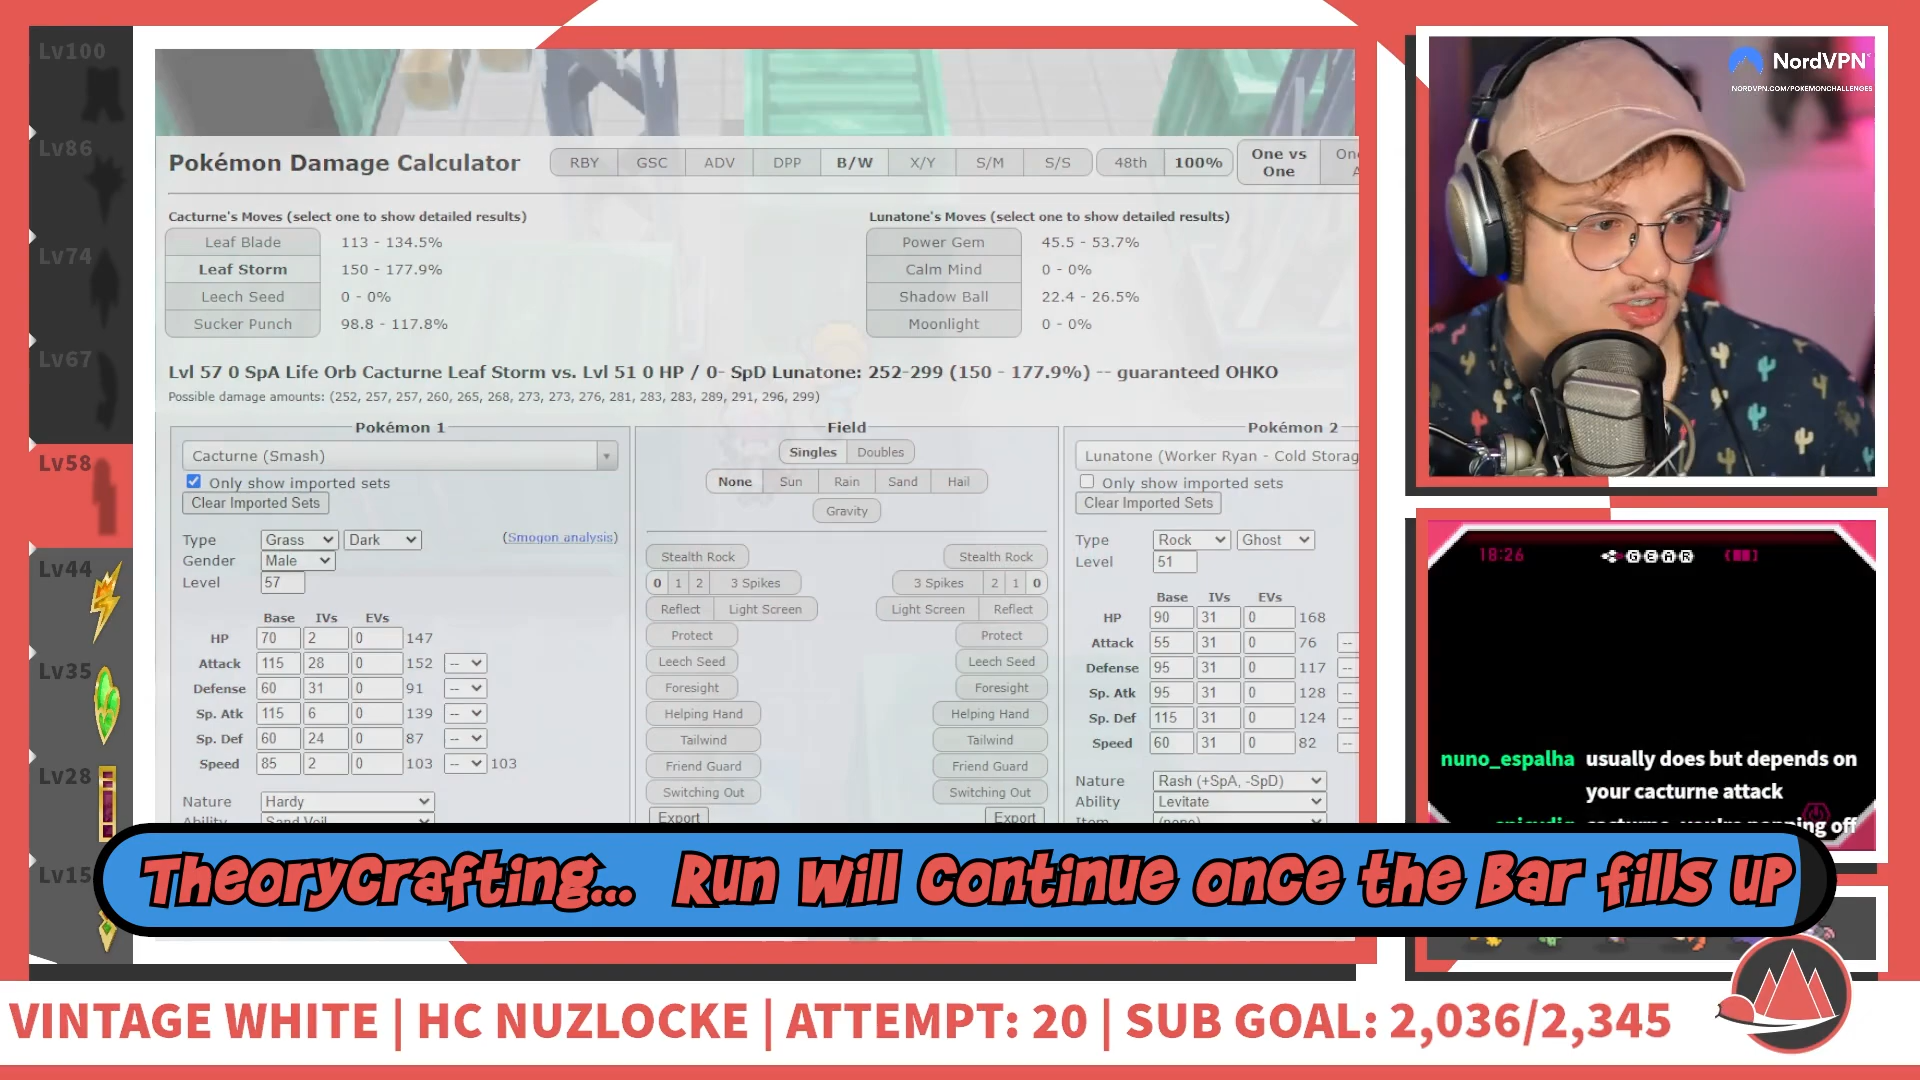 Lv100
Lv86
Lv74
Lv67
Lv58
Lv44
Lv35
Lv28
Lv15
Pokémon Damage Calculator
RBY GSC ADV DPP B/W X/Y S/M S/S 48th 100% One vs One
Cacturne's Moves (select one to show detailed results)
Leaf Blade 113 - 134.5%
Leaf Storm 150 - 177.9%
Leech Seed 0 - 0%
Sucker Punch 98.8 - 117.8%
Lunatone's Moves (select one to show detailed results)
Power Gem 45.5 - 53.7%
Calm Mind 0 - 0%
Shadow Ball 22.4 - 26.5%
Moonlight 0 - 0%
Lvl 57 0 SpA Life Orb Cacturne Leaf Storm vs. Lvl 51 0 HP / 0- SpD Lunatone: 252-299 (150 - 177.9%) -- guaranteed OHKO
Possible damage amounts: (252, 257, 257, 260, 265, 268, 273, 273, 276, 281, 283, 283, 289, 291, 296, 299)
Pokémon 1
Cacturne (Smash)
Only show imported sets
Clear Imported Sets
Type Grass Dark (Smogon analysis)
Gender Male
Level 57
Base IVs EVs
HP 70 2 0 147
Attack 115 28 0 152 --
Defense 60 31 0 91 --
Sp. Atk 115 6 0 139 --
Sp. Def 60 24 0 87 --
Speed 85 2 0 103 -- 103
Nature Hardy
Ability Sand Veil
Field
Singles Doubles
None Sun Rain Sand Hail
Gravity
Stealth Rock Stealth Rock
0 1 2 3 Spikes 3 Spikes 2 1 0
Reflect Light Screen Light Screen Reflect
Protect Protect
Leech Seed Leech Seed
Foresight Foresight
Helping Hand Helping Hand
Tailwind Tailwind
Friend Guard Friend Guard
Switching Out Switching Out
Export Export
Pokémon 2
Lunatone (Worker Ryan - Cold Storag
Only show imported sets
Clear Imported Sets
Type Rock Ghost
Level 51
Base IVs EVs
HP 90 31 0 168
Attack 55 31 0 76 --
Defense 95 31 0 117 --
Sp. Atk 95 31 0 128 --
Sp. Def 115 31 0 124 --
Speed 60 31 0 82 --
Nature Rash (+SpA, -SpD)
Ability Levitate
Item (none)
NordVPN
NORDVPN.COM/POKEMONCHALLENGES
18:26 GEAR
nuno_espalha usually does but depends on
your cacturne attack
Theorycrafting... Run will continue once the Bar fills up
VINTAGE WHITE | HC NUZLOCKE | ATTEMPT: 20 | SUB GOAL: 2,036/2,345